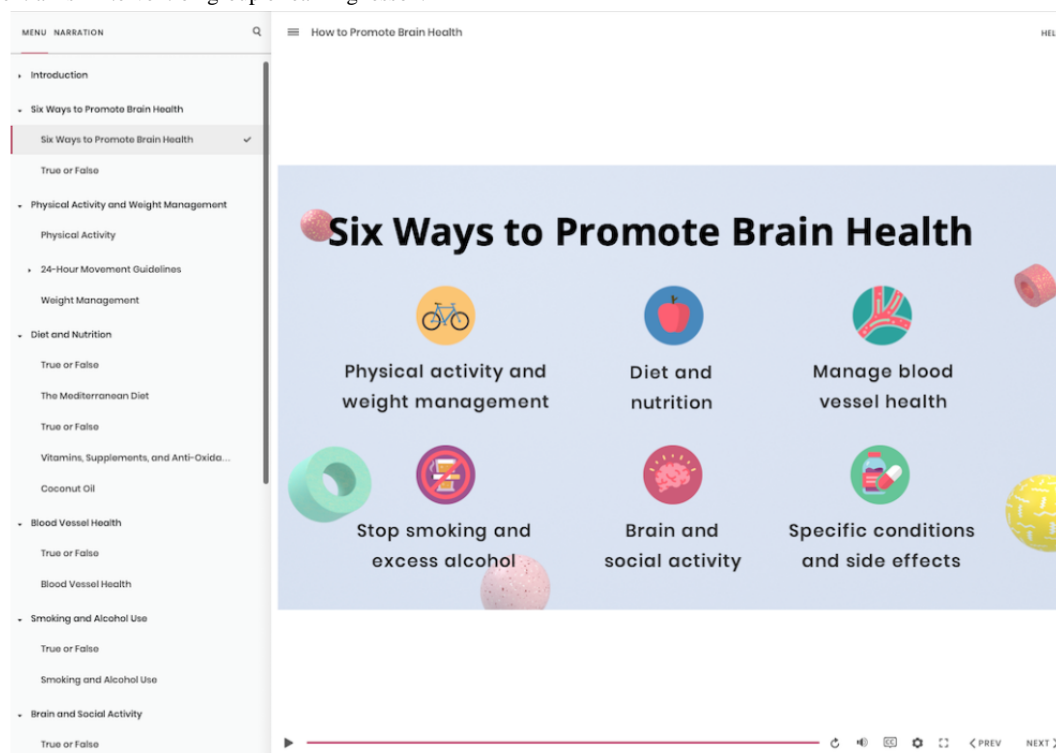 MENU NARRATION
Introduction
Six Ways to Promote Brain Health
Six Ways to Promote Brain Health
True or False
Physical Activity and Weight Management
Physical Activity
24-Hour Movement Guidelines
Weight Management
Diet and Nutrition
True or False
The Mediterranean Diet
True or False
Vitamins, Supplements, and Anti-Oxida...
Coconut Oil
Blood Vessel Health
True or False
Blood Vessel Health
Smoking and Alcohol Use
True or False
Smoking and Alcohol Use
Brain and Social Activity
True or False
How to Promote Brain Health
HEL
Six Ways to Promote Brain Health
Physical activity and
weight management
Diet and
nutrition
Manage blood
vessel health
Stop smoking and
excess alcohol
Brain and
social activity
Specific conditions
and side effects
CC
PREV
NEXT